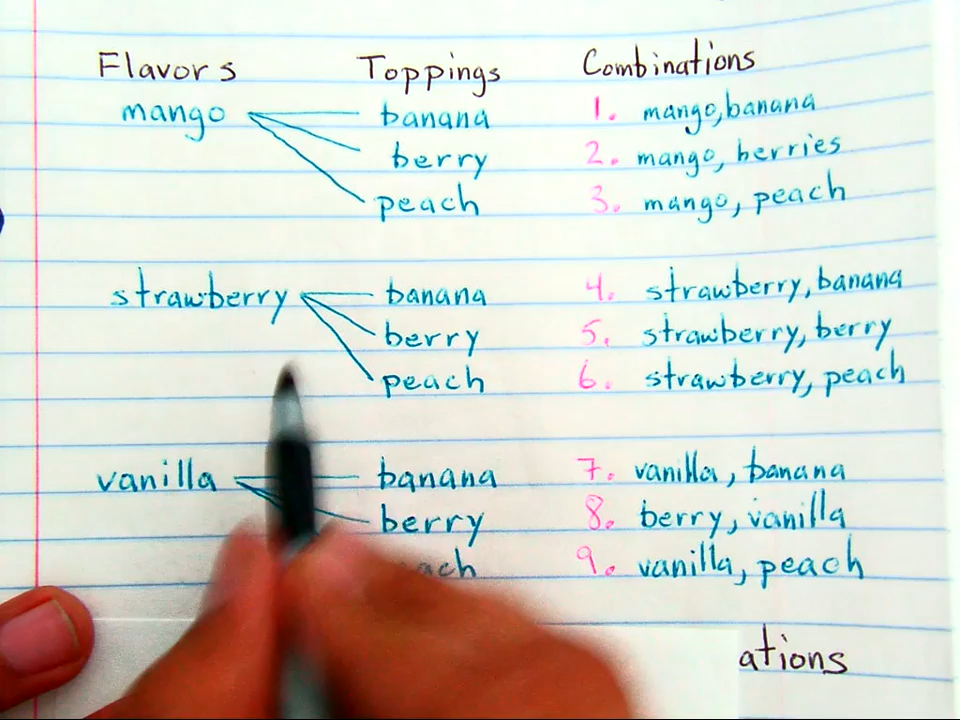 Flavors Toppings Combinations
mango banana 1. mango, banana
berry 2. mango, berries
peach 3. mango, peach
strawberry banana 4. strawberry, banana
berry 5. strawberry, berry
peach 6. strawberry, peach
vanilla banana 7. vanilla, banana
berry 8. berry, vanilla
9. vanilla, peach